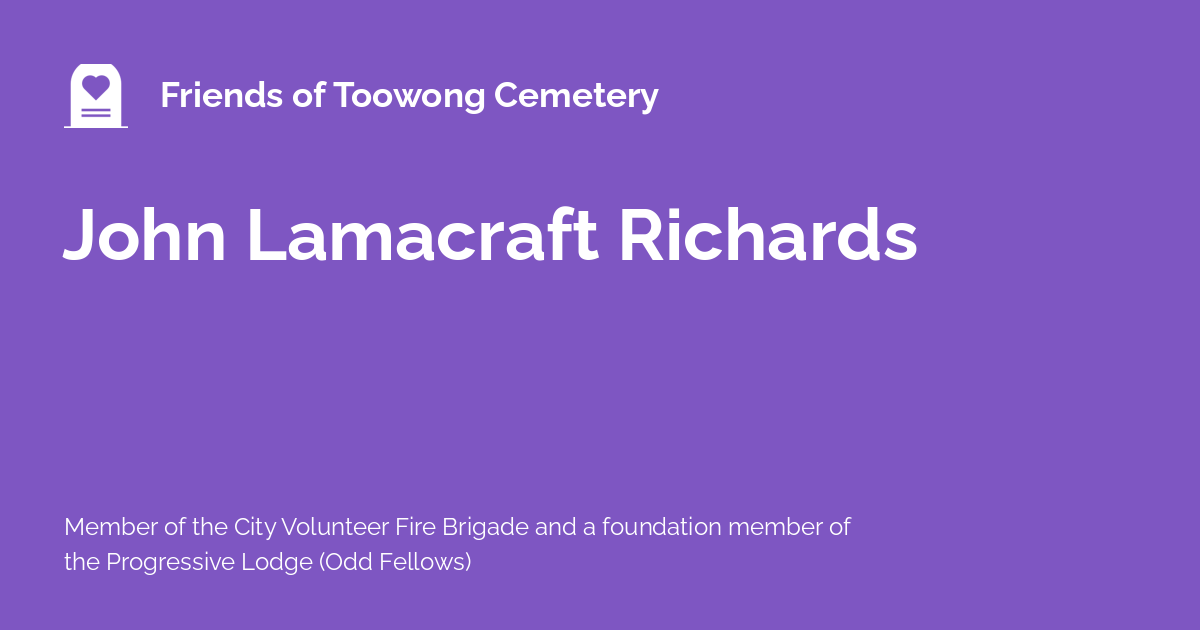 Friends of Toowong Cemetery
John Lamacraft Richards
Member of the City Volunteer Fire Brigade and a foundation member of
the Progressive Lodge (Odd Fellows)